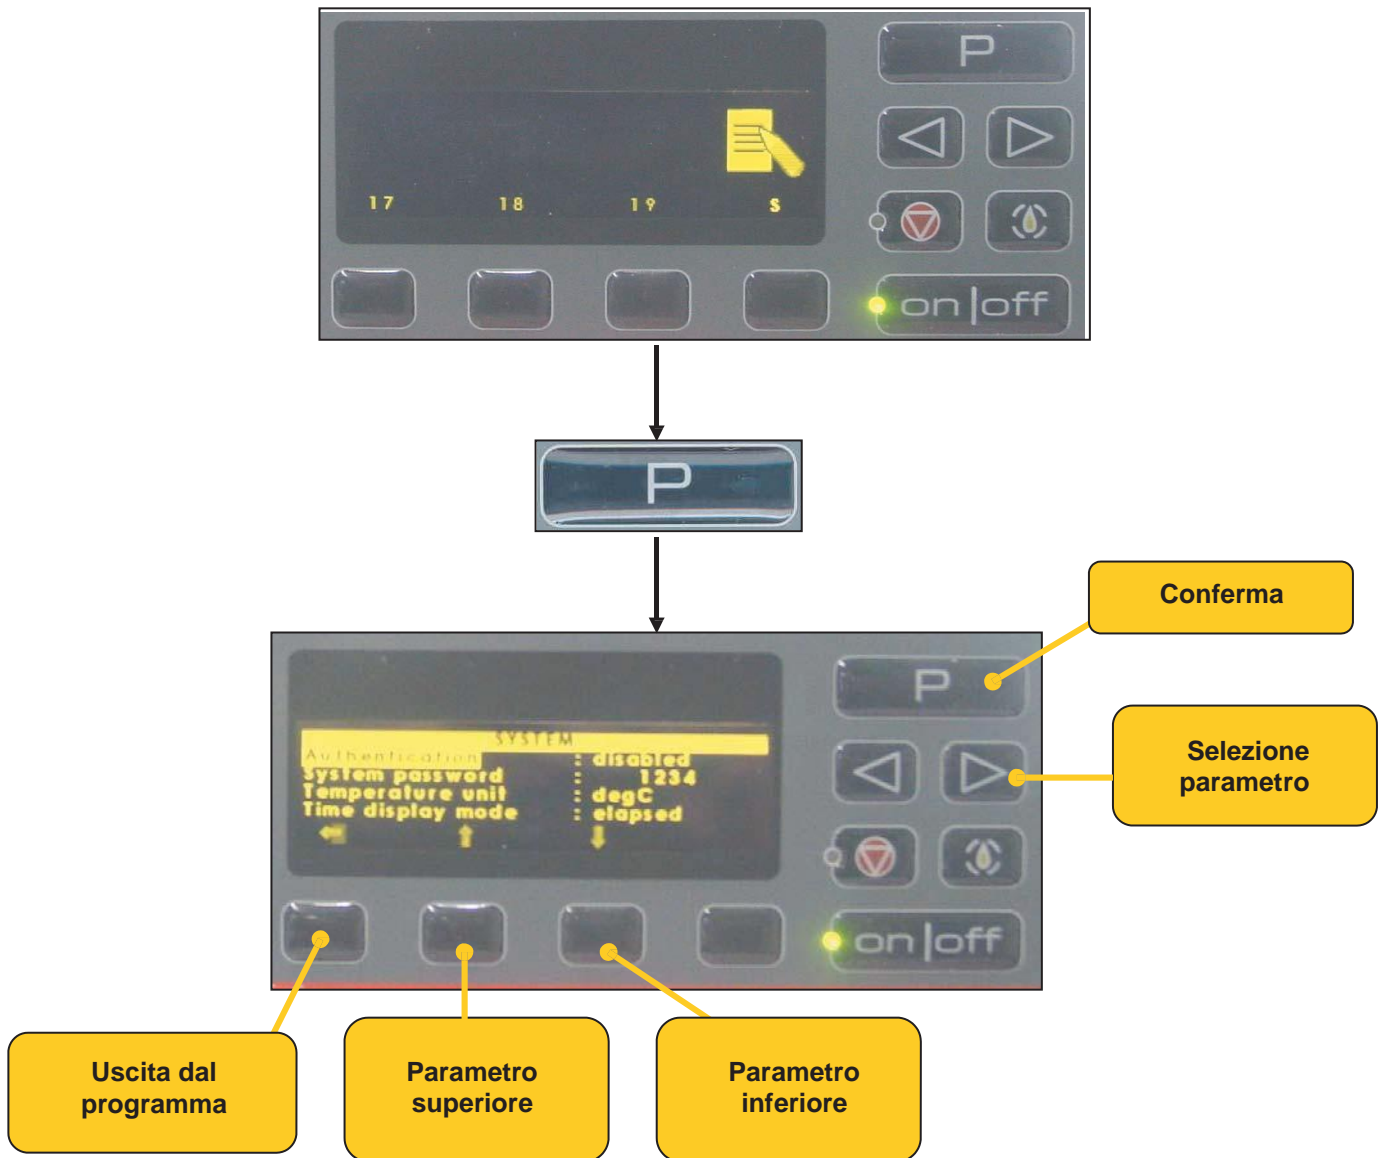 P
17 18 19 S
on|off
P
Conferma
P
SYSTEM
Authentication : disabled
System password : 1234
Temperature unit : degC
Time display mode : elapsed
Selezione
parametro
on|off
Uscita dal
programma
Parametro
superiore
Parametro
inferiore